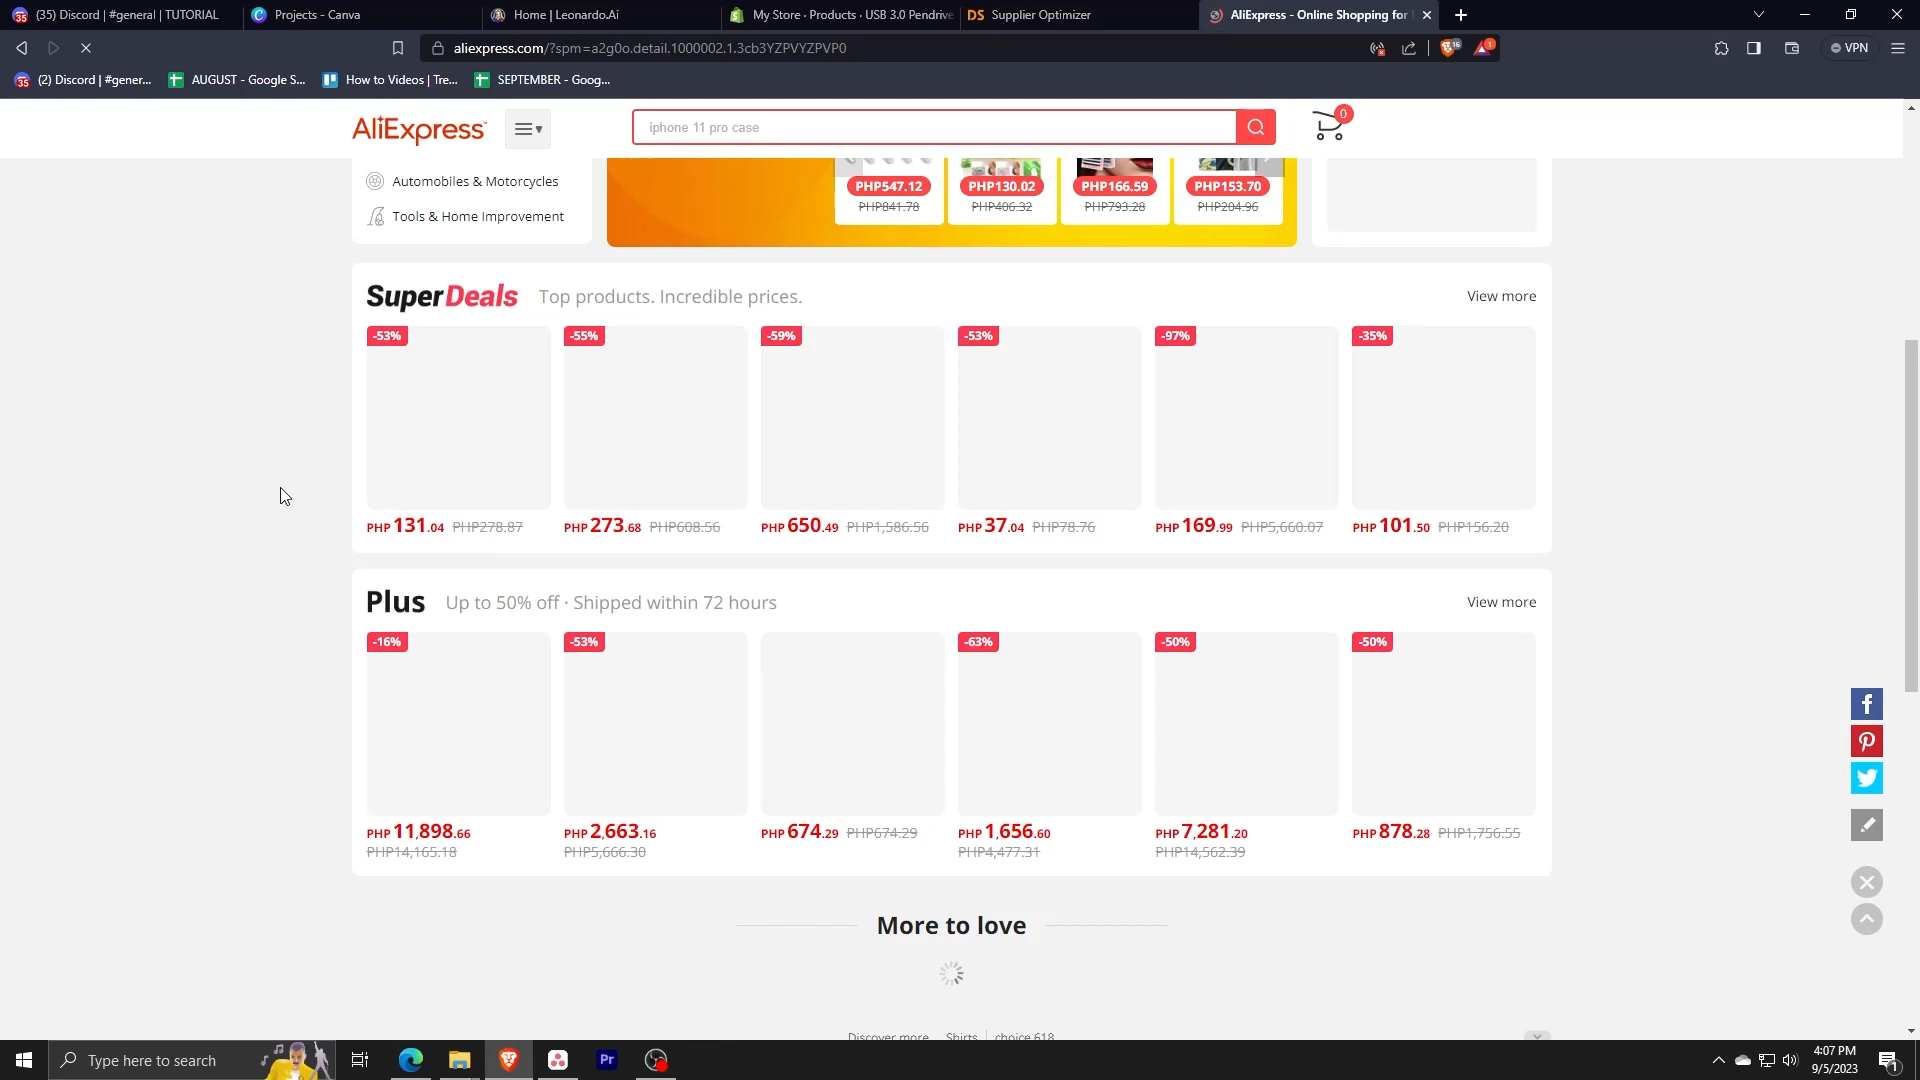 (35) Discord | #general | TUTORIAL
Projects - Canva
Home | Leonardo.Ai
My Store · Products · USB 3.0 Pendrive
DS Supplier Optimizer
AliExpress - Online Shopping for
aliexpress.com/?spm=a2g0o.detail.1000002.1.3cb3YZPVYZPVP0
16
1
VPN
(2) Discord | #gener...
AUGUST - Google S...
How to Videos | Tre...
SEPTEMBER - Goog...
AliExpress
iphone 11 pro case
0
Automobiles & Motorcycles
Tools & Home Improvement
PHP547.12 PHP130.02 PHP166.59 PHP153.70
PHP841.78 PHP406.32 PHP793.28 PHP204.96
SuperDeals Top products. Incredible prices. View more
-53% -55% -59% -53% -97% -35%
PHP 131.04 PHP278.87 PHP 273.68 PHP608.56 PHP 650.49 PHP1,586.56 PHP 37.04 PHP78.76 PHP 169.99 PHP5,660.07 PHP 101.50 PHP156.20
Plus Up to 50% off · Shipped within 72 hours View more
-16% -53% -63% -50% -50%
PHP 11,898.66 PHP 2,663.16 PHP 674.29 PHP674.29 PHP 1,656.60 PHP 7,281.20 PHP 878.28 PHP1,756.55
PHP14,165.18 PHP5,666.30 PHP4,477.31 PHP14,562.39
More to love
Discover more Shirts choice 618
Type here to search
Pr
4:07 PM
9/5/2023
1